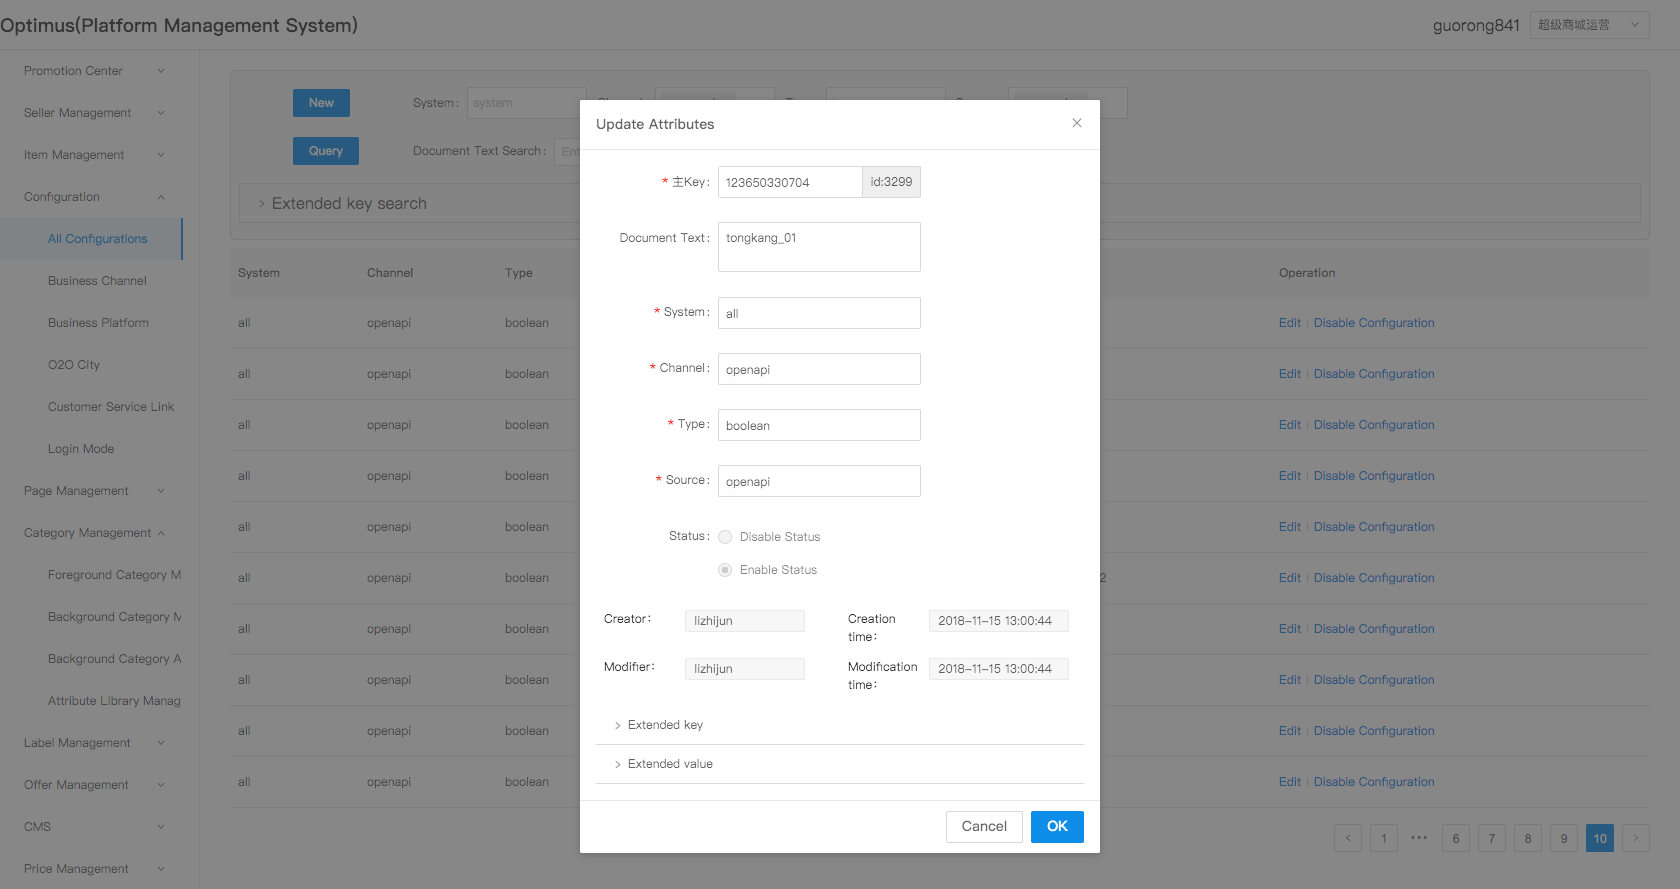 Optimus(Platform Management System)
guorong841
超级商城运营
Promotion Center
Seller Management
Item Management
Configuration
All Configurations
Business Channel
Business Platform
O2O City
Customer Service Link
Login Mode
Page Management
Category Management
Foreground Category M
Background Category M
Background Category A
Attribute Library Manag
Label Management
Offer Management
CMS
Price Management
New
System:
system
Query
Document Text Search:
> Extended key search
System Channel Type Operation
all openapi boolean Edit Disable Configuration
all openapi boolean Edit Disable Configuration
all openapi boolean Edit Disable Configuration
all openapi boolean Edit Disable Configuration
all openapi boolean Edit Disable Configuration
all openapi boolean 2 Edit Disable Configuration
all openapi boolean Edit Disable Configuration
all openapi boolean Edit Disable Configuration
all openapi boolean Edit Disable Configuration
all openapi boolean Edit Disable Configuration
< 1 ••• 6 7 8 9 10 >
Update Attributes
* 主Key: 123650330704 id:3299
Document Text: tongkang_01
* System: all
* Channel: openapi
* Type: boolean
* Source: openapi
Status: Disable Status
Enable Status
Creator: lizhijun
Creation time: 2018-11-15 13:00:44
Modifier: lizhijun
Modification time: 2018-11-15 13:00:44
> Extended key
> Extended value
Cancel OK